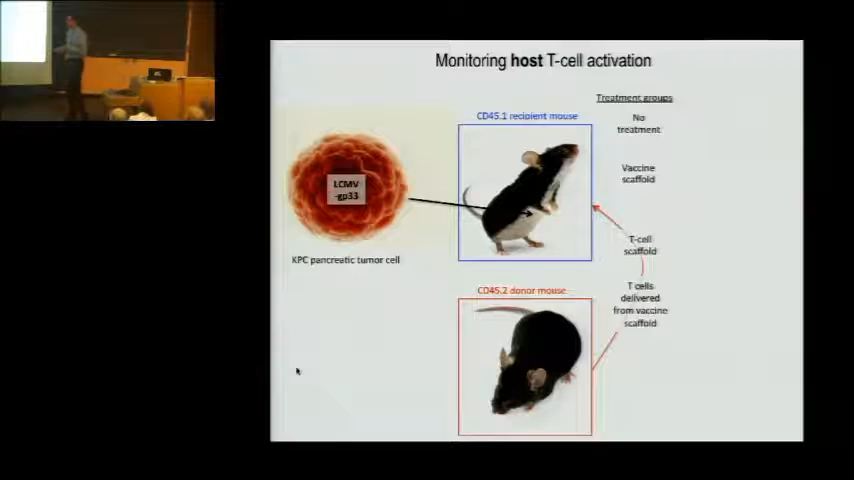 Monitoring host T-cell activation
Treatment groups
CD45.1 recipient mouse
No
treatment
LCMV
-gp33
Vaccine
scaffold
KPC pancreatic tumor cell
T-cell
scaffold
CD45.2 donor mouse
T cells
delivered
from vaccine
scaffold